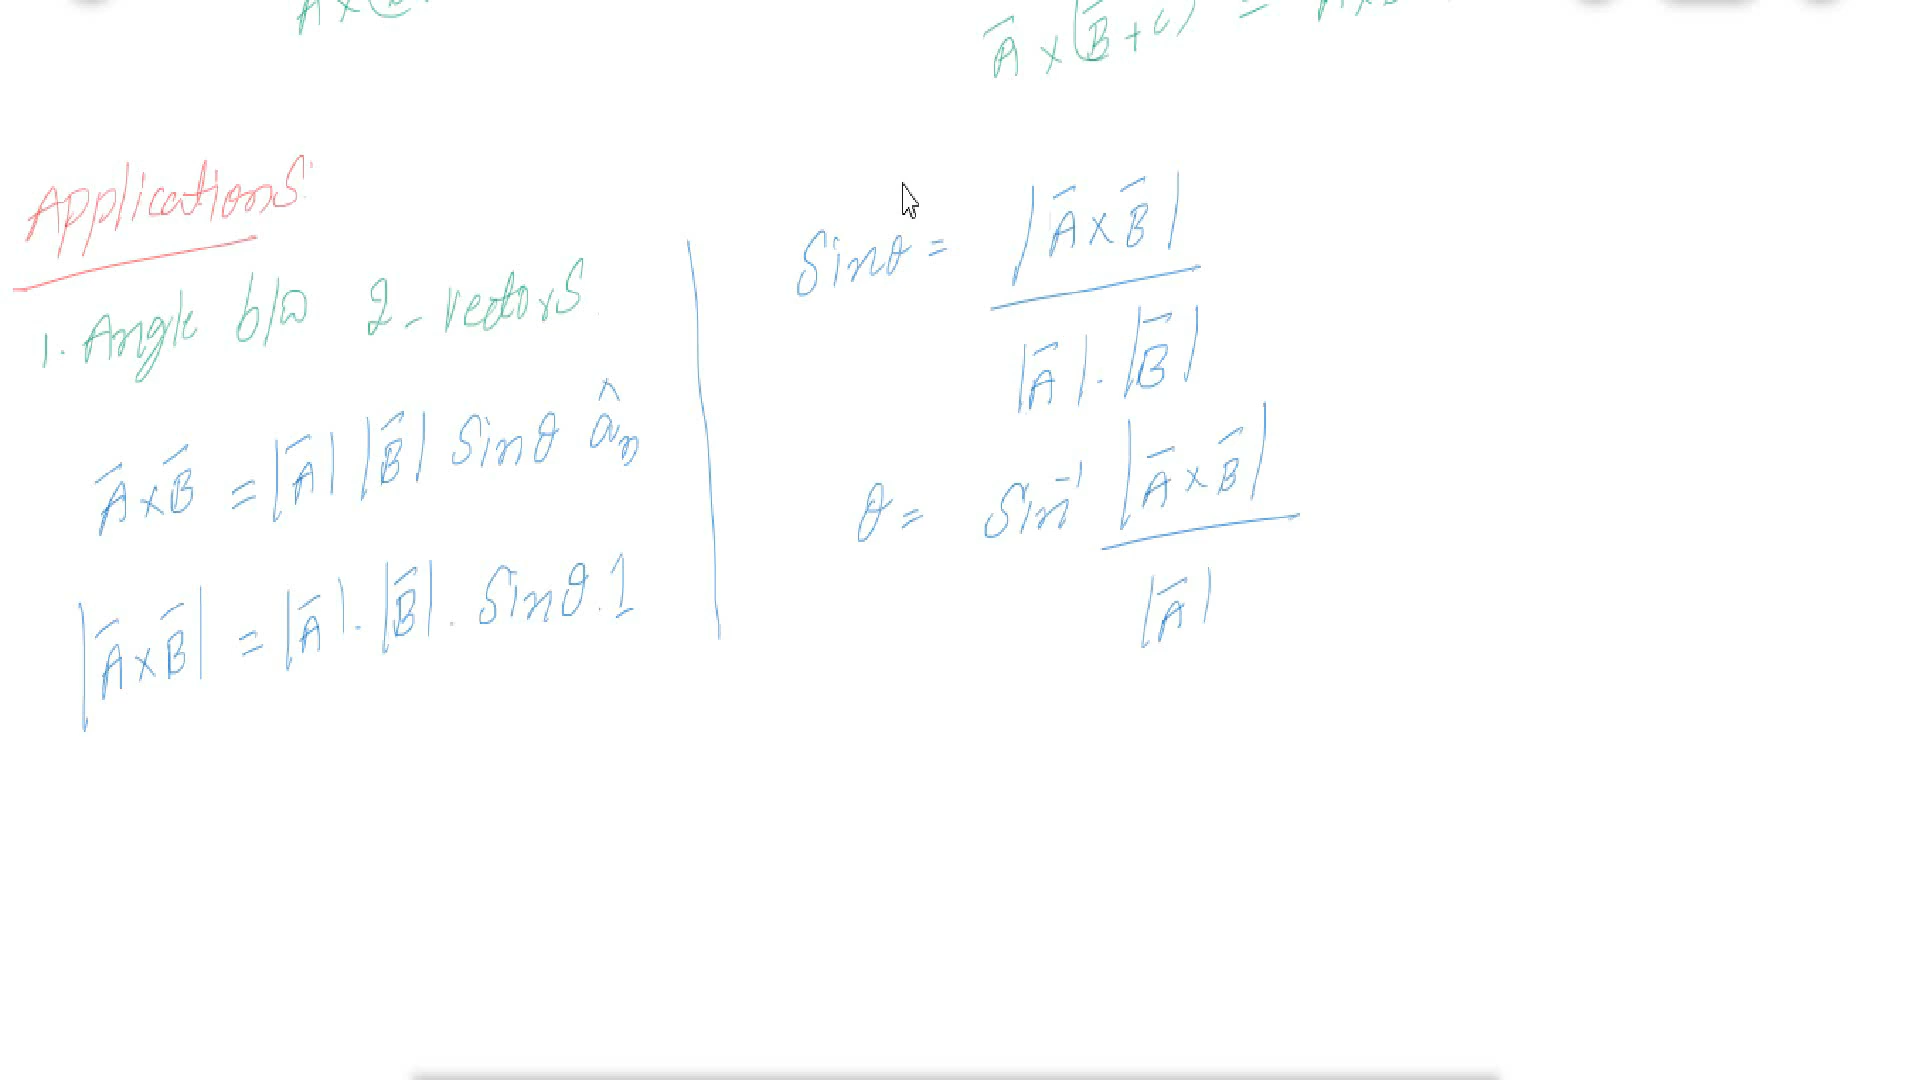 A̅ × (B̅ + C) =
Applications:
1. Angle b/w 2-vectors
A̅ × B̅ = |A̅| |B̅| Sinθ âₙ
|A̅ × B̅| = |A̅| · |B̅| · Sinθ · 1
Sinθ = |A̅ × B̅|
|A̅| · |B̅|
θ = Sin⁻¹ |A̅ × B̅|
|A̅|